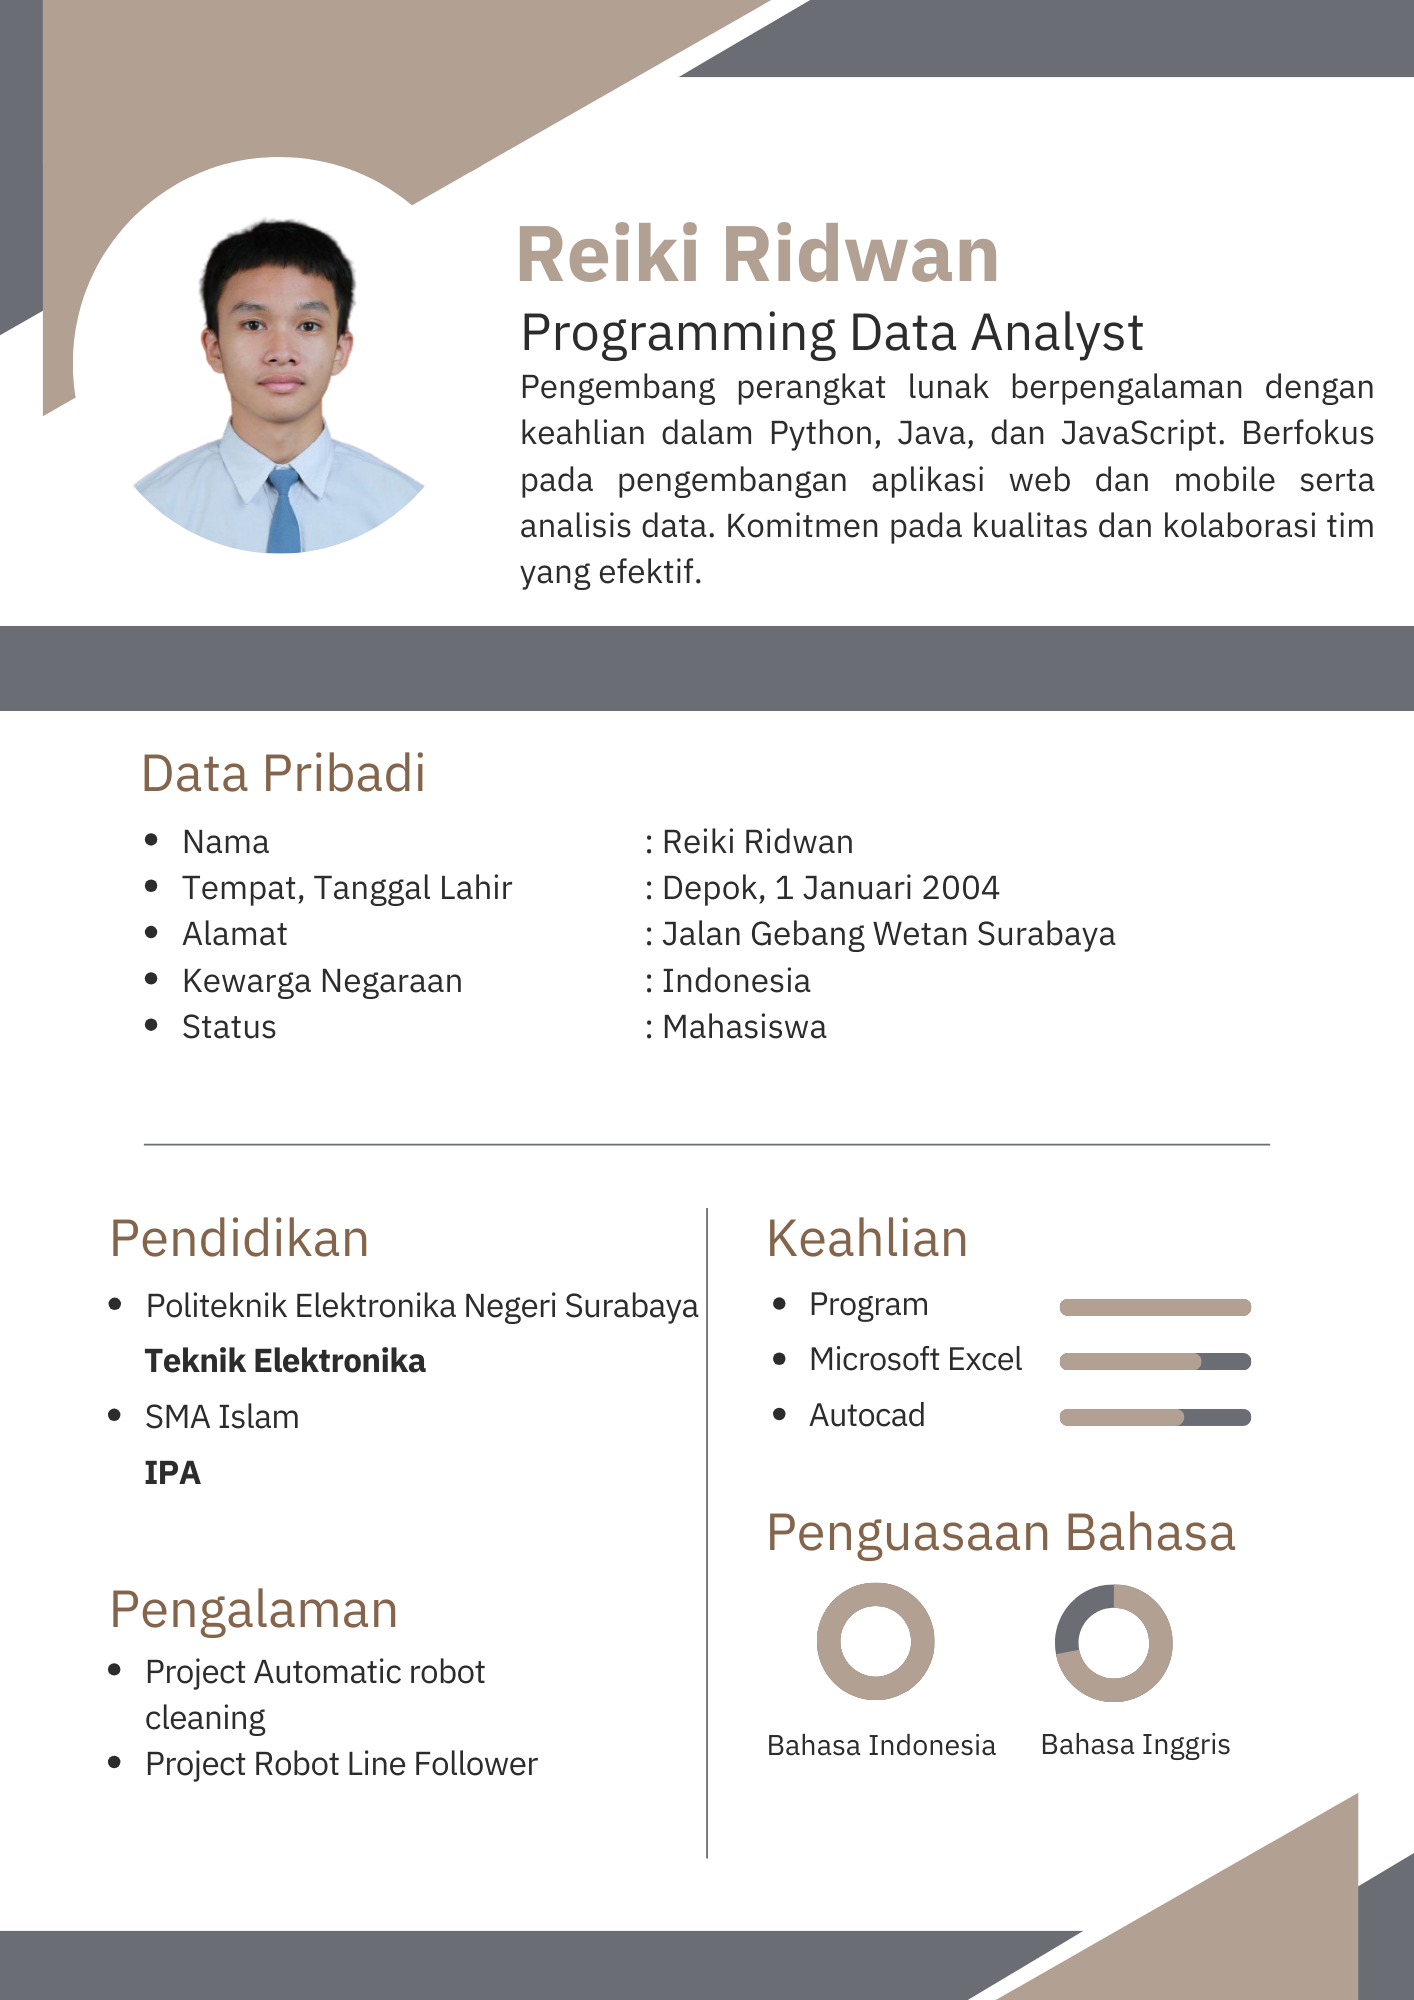 Reiki Ridwan
Programming Data Analyst
Pengembang perangkat lunak berpengalaman dengan
keahlian dalam Python, Java, dan JavaScript. Berfokus
pada pengembangan aplikasi web dan mobile serta
analisis data. Komitmen pada kualitas dan kolaborasi tim
yang efektif.
Data Pribadi
• Nama : Reiki Ridwan
• Tempat, Tanggal Lahir : Depok, 1 Januari 2004
• Alamat : Jalan Gebang Wetan Surabaya
• Kewarga Negaraan : Indonesia
• Status : Mahasiswa
Pendidikan
• Politeknik Elektronika Negeri Surabaya
Teknik Elektronika
• SMA Islam
IPA
Pengalaman
• Project Automatic robot
cleaning
• Project Robot Line Follower
Keahlian
• Program
• Microsoft Excel
• Autocad
Penguasaan Bahasa
Bahasa Indonesia
Bahasa Inggris